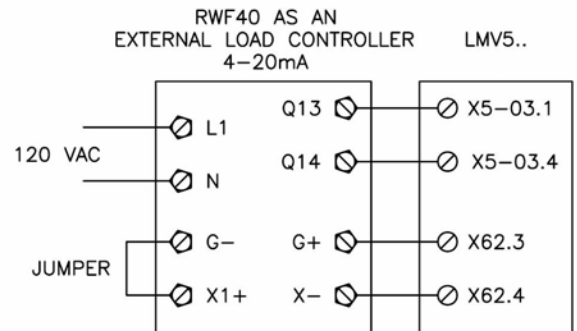 RWF40 AS AN
EXTERNAL LOAD CONTROLLER
4-20mA
LMV5..
120 VAC
L1
N
JUMPER
G-
X1+
Q13
Q14
G+
X-
X5-03.1
X5-03.4
X62.3
X62.4